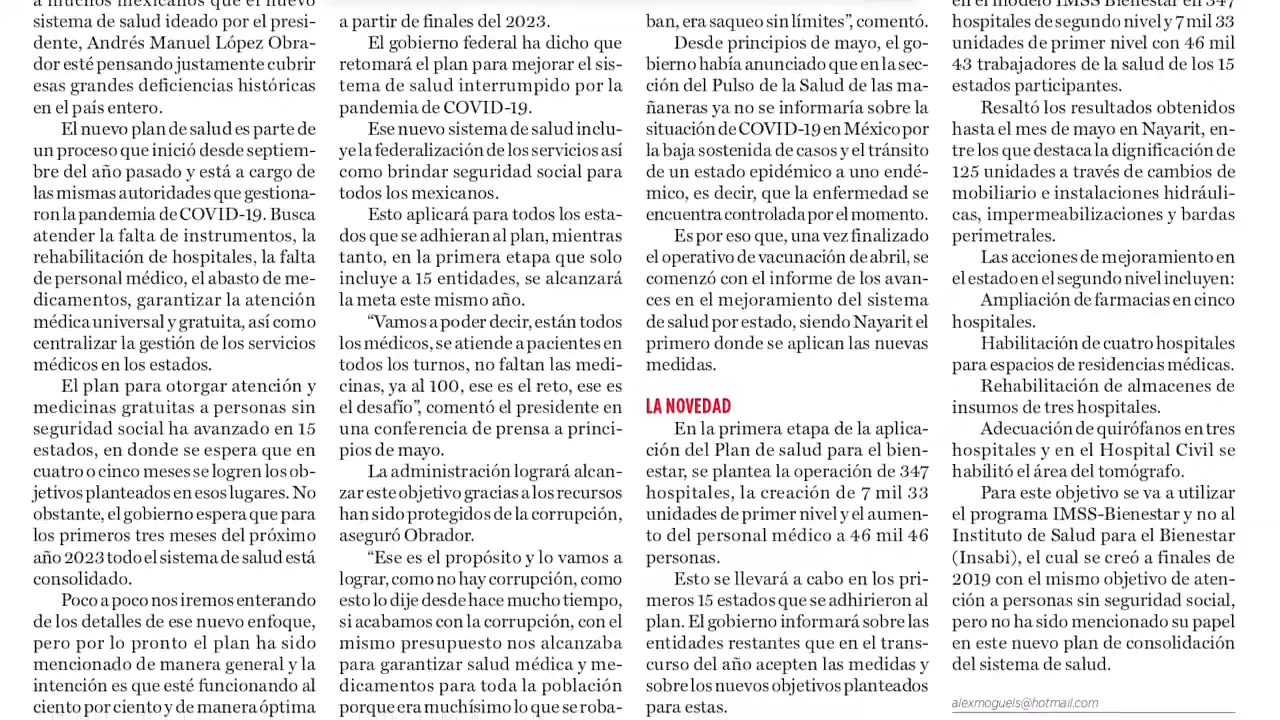 a muchos mexicanos que el nuevo
sistema de salud ideado por el presi-
dente, Andrés Manuel López Obra-
dor esté pensando justamente cubrir
esas grandes deficiencias históricas
en el país entero.
El nuevo plan de salud es parte de
un proceso que inició desde septiem-
bre del año pasado y está a cargo de
las mismas autoridades que gestiona-
ron la pandemia de COVID-19. Busca
atender la falta de instrumentos, la
rehabilitación de hospitales, la falta
de personal médico, el abasto de me-
dicamentos, garantizar la atención
médica universal y gratuita, así como
centralizar la gestión de los servicios
médicos en los estados.
El plan para otorgar atención y
medicinas gratuitas a personas sin
seguridad social ha avanzado en 15
estados, en donde se espera que en
cuatro o cinco meses se logren los ob-
jetivos planteados en esos lugares. No
obstante, el gobierno espera que para
los primeros tres meses del próximo
año 2023 todo el sistema de salud está
consolidado.
Poco a poco nos iremos enterando
de los detalles de ese nuevo enfoque,
pero por lo pronto el plan ha sido
mencionado de manera general y la
intención es que esté funcionando al
ciento por ciento y de manera óptima
a partir de finales del 2023.
El gobierno federal ha dicho que
retomará el plan para mejorar el sis-
tema de salud interrumpido por la
pandemia de COVID-19.
Ese nuevo sistema de salud inclu-
ye la federalización de los servicios así
como brindar seguridad social para
todos los mexicanos.
Esto aplicará para todos los esta-
dos que se adhieran al plan, mientras
tanto, en la primera etapa que solo
incluye a 15 entidades, se alcanzará
la meta este mismo año.
“Vamos a poder decir, están todos
los médicos, se atiende a pacientes en
todos los turnos, no faltan las medi-
cinas, ya al 100, ese es el reto, ese es
el desafío”, comentó el presidente en
una conferencia de prensa a princi-
pios de mayo.
La administración logrará alcan-
zar este objetivo gracias a los recursos
han sido protegidos de la corrupción,
aseguró Obrador.
“Ese es el propósito y lo vamos a
lograr, como no hay corrupción, como
esto lo dije desde hace mucho tiempo,
si acabamos con la corrupción, con el
mismo presupuesto nos alcanzaba
para garantizar salud médica y me-
dicamentos para toda la población
porque era muchísimo lo que se roba-
ban, era saqueo sin límites”, comentó.
Desde principios de mayo, el go-
bierno había anunciado que en la sec-
ción del Pulso de la Salud de las ma-
ñaneras ya no se informaría sobre la
situación de COVID-19 en México por
la baja sostenida de casos y el tránsito
de un estado epidémico a uno endé-
mico, es decir, que la enfermedad se
encuentra controlada por el momento.
Es por eso que, una vez finalizado
el operativo de vacunación de abril, se
comenzó con el informe de los avan-
ces en el mejoramiento del sistema
de salud por estado, siendo Nayarit el
primero donde se aplican las nuevas
medidas.
LA NOVEDAD
En la primera etapa de la aplica-
ción del Plan de salud para el bien-
estar, se plantea la operación de 347
hospitales, la creación de 7 mil 33
unidades de primer nivel y el aumen-
to del personal médico a 46 mil 46
personas.
Esto se llevará a cabo en los pri-
meros 15 estados que se adhirieron al
plan. El gobierno informará sobre las
entidades restantes que en el trans-
curso del año acepten las medidas y
sobre los nuevos objetivos planteados
para estas.
en el modelo IMSS Bienestar en 347
hospitales de segundo nivel y 7 mil 33
unidades de primer nivel con 46 mil
43 trabajadores de la salud de los 15
estados participantes.
Resaltó los resultados obtenidos
hasta el mes de mayo en Nayarit, en-
tre los que destaca la dignificación de
125 unidades a través de cambios de
mobiliario e instalaciones hidráuli-
cas, impermeabilizaciones y bardas
perimetrales.
Las acciones de mejoramiento en
el estado en el segundo nivel incluyen:
Ampliación de farmacias en cinco
hospitales.
Habilitación de cuatro hospitales
para espacios de residencias médicas.
Rehabilitación de almacenes de
insumos de tres hospitales.
Adecuación de quirófanos en tres
hospitales y en el Hospital Civil se
habilitó el área del tomógrafo.
Para este objetivo se va a utilizar
el programa IMSS-Bienestar y no al
Instituto de Salud para el Bienestar
(Insabi), el cual se creó a finales de
2019 con el mismo objetivo de aten-
ción a personas sin seguridad social,
pero no ha sido mencionado su papel
en este nuevo plan de consolidación
del sistema de salud.
alexmoguels@hotmail.com